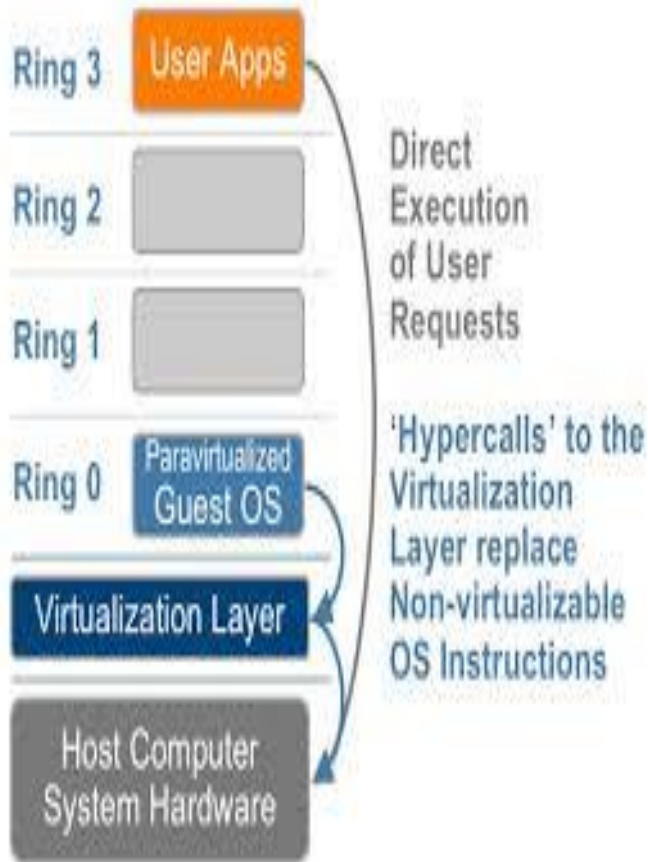 Ring 3
User Apps
Ring 2
Ring 1
Ring 0
Paravirtualized
Guest OS
Virtualization Layer
Host Computer
System Hardware
Direct
Execution
of User
Requests
'Hypercalls' to the
Virtualization
Layer replace
Non-virtualizable
OS Instructions